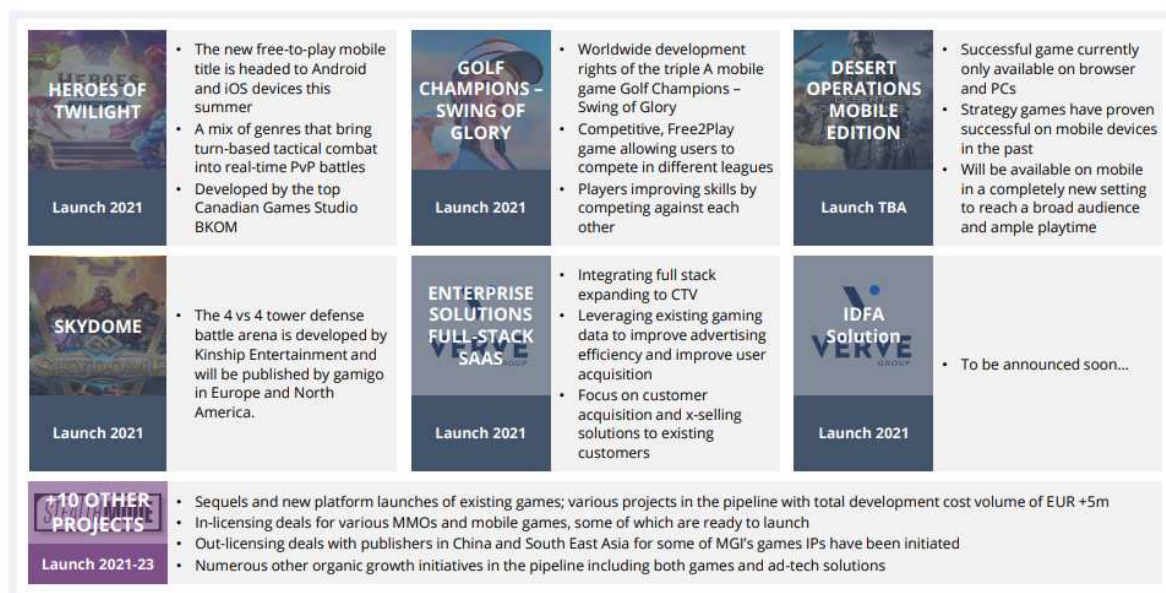 HEROES OF
TWILIGHT
Launch 2021
• The new free-to-play mobile
title is headed to Android
and iOS devices this
summer
• A mix of genres that bring
turn-based tactical combat
into real-time PvP battles
• Developed by the top
Canadian Games Studio
BKOM
GOLF
CHAMPIONS –
SWING OF
GLORY
Launch 2021
• Worldwide development
rights of the triple A mobile
game Golf Champions –
Swing of Glory
• Competitive, Free2Play
game allowing users to
compete in different leagues
• Players improving skills by
competing against each
other
DESERT
OPERATIONS
MOBILE
EDITION
Launch TBA
• Successful game currently
only available on browser
and PCs
• Strategy games have proven
successful on mobile devices
in the past
• Will be available on mobile
in a completely new setting
to reach a broad audience
and ample playtime
SKYDOME
SKYDOME
Launch 2021
• The 4 vs 4 tower defense
battle arena is developed by
Kinship Entertainment and
will be published by gamigo
in Europe and North
America.
ENTERPRISE
SOLUTIONS
FULL-STACK
SAAS
VERVE
GROUP
Launch 2021
• Integrating full stack
expanding to CTV
• Leveraging existing gaming
data to improve advertising
efficiency and improve user
acquisition
• Focus on customer
acquisition and x-selling
solutions to existing
customers
IDFA
Solution
VERVE
GROUP
Launch 2021
• To be announced soon…
+10 OTHER
PROJECTS
STEALTH MODE
Launch 2021-23
• Sequels and new platform launches of existing games; various projects in the pipeline with total development cost volume of EUR +5m
• In-licensing deals for various MMOs and mobile games, some of which are ready to launch
• Out-licensing deals with publishers in China and South East Asia for some of MGI's games IPs have been initiated
• Numerous other organic growth initiatives in the pipeline including both games and ad-tech solutions